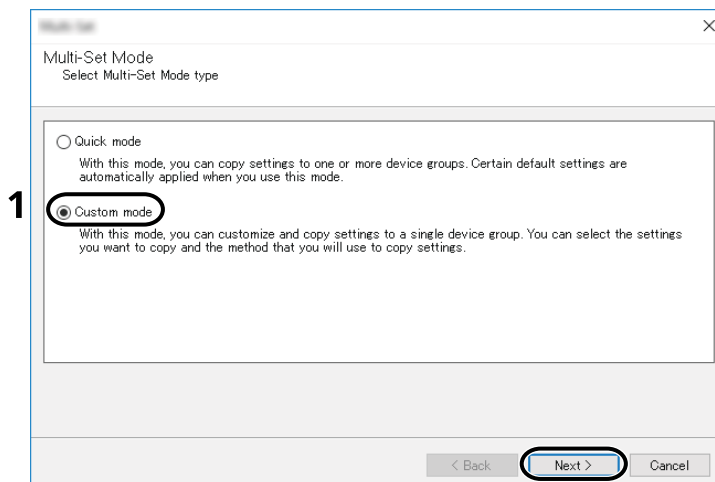 Multi-Set Mode
Select Multi-Set Mode type
Quick mode
With this mode, you can copy settings to one or more device groups. Certain default settings are
automatically applied when you use this mode.
1
Custom mode
With this mode, you can customize and copy settings to a single device group. You can select the settings
you want to copy and the method that you will use to copy settings.
< Back
Next >
Cancel